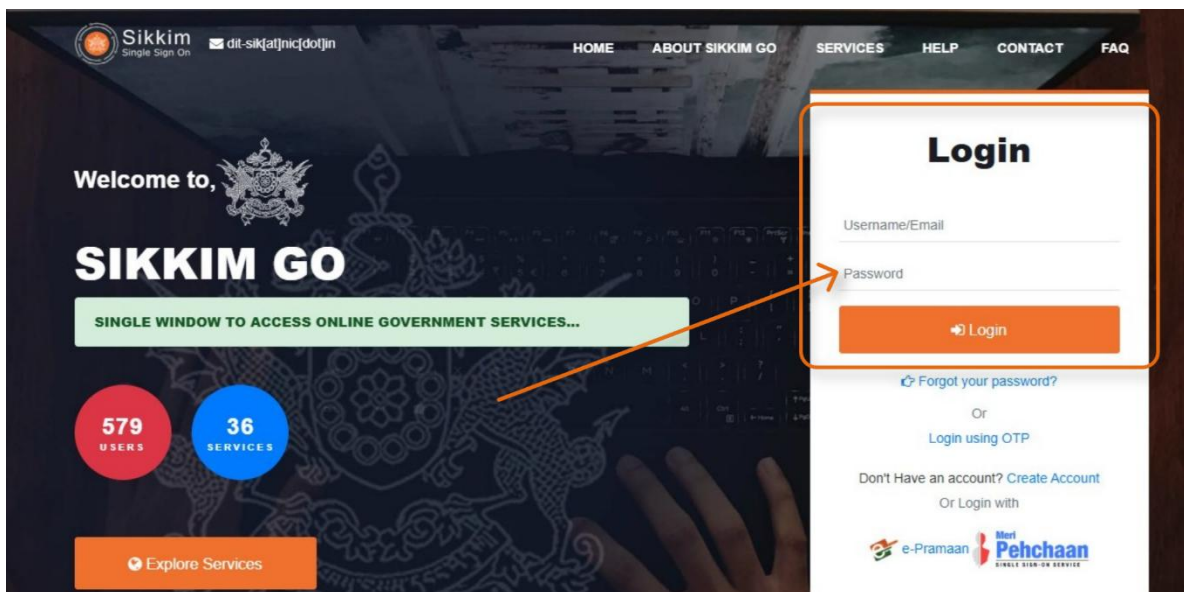 Sikkim
Single Sign On
dit-sik[at]nic[dot]in
HOME ABOUT SIKKIM GO SERVICES HELP CONTACT FAQ
Welcome to,
SIKKIM GO
SINGLE WINDOW TO ACCESS ONLINE GOVERNMENT SERVICES...
579
USERS
36
SERVICES
Explore Services
Login
Username/Email
Password
Login
Forgot your password?
Or
Login using OTP
Don't Have an account? Create Account
Or Login with
e-Pramaan
Meri
Pehchaan
SINGLE SIGN-ON SERVICE